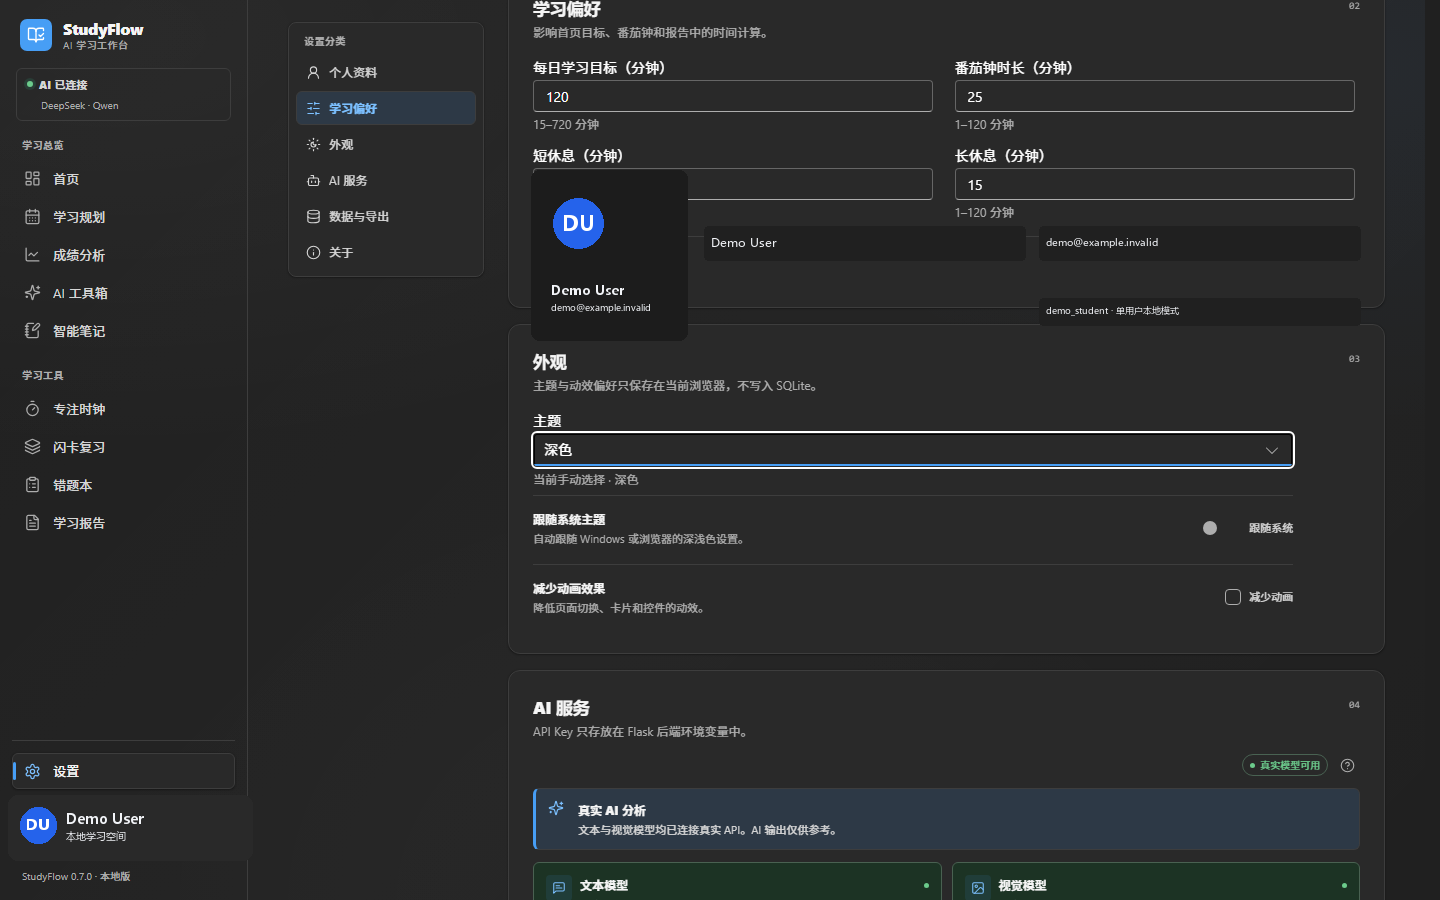 StudyFlow
AI 学习工作台
AI 已连接
DeepSeek · Qwen
学习总览
首页
学习规划
成绩分析
AI 工具箱
智能笔记
学习工具
专注时钟
闪卡复习
错题本
学习报告
设置
DU
Demo User
本地学习空间
StudyFlow 0.7.0 · 本地版
设置分类
个人资料
学习偏好
外观
AI 服务
数据与导出
关于
学习偏好
02
影响首页目标、番茄钟和报告中的时间计算。
每日学习目标（分钟）
120
15–720 分钟
番茄钟时长（分钟）
25
1–120 分钟
短休息（分钟）
长休息（分钟）
15
1–120 分钟
DU
Demo User
demo@example.invalid
Demo User
demo@example.invalid
demo_student · 单用户本地模式
外观
03
主题与动效偏好只保存在当前浏览器，不写入 SQLite。
主题
深色
当前手动选择 · 深色
跟随系统主题
自动跟随 Windows 或浏览器的深浅色设置。
跟随系统
减少动画效果
降低页面切换、卡片和控件的动效。
减少动画
AI 服务
04
API Key 只存放在 Flask 后端环境变量中。
真实模型可用
真实 AI 分析
文本与视觉模型均已连接真实 API。AI 输出仅供参考。
文本模型
视觉模型